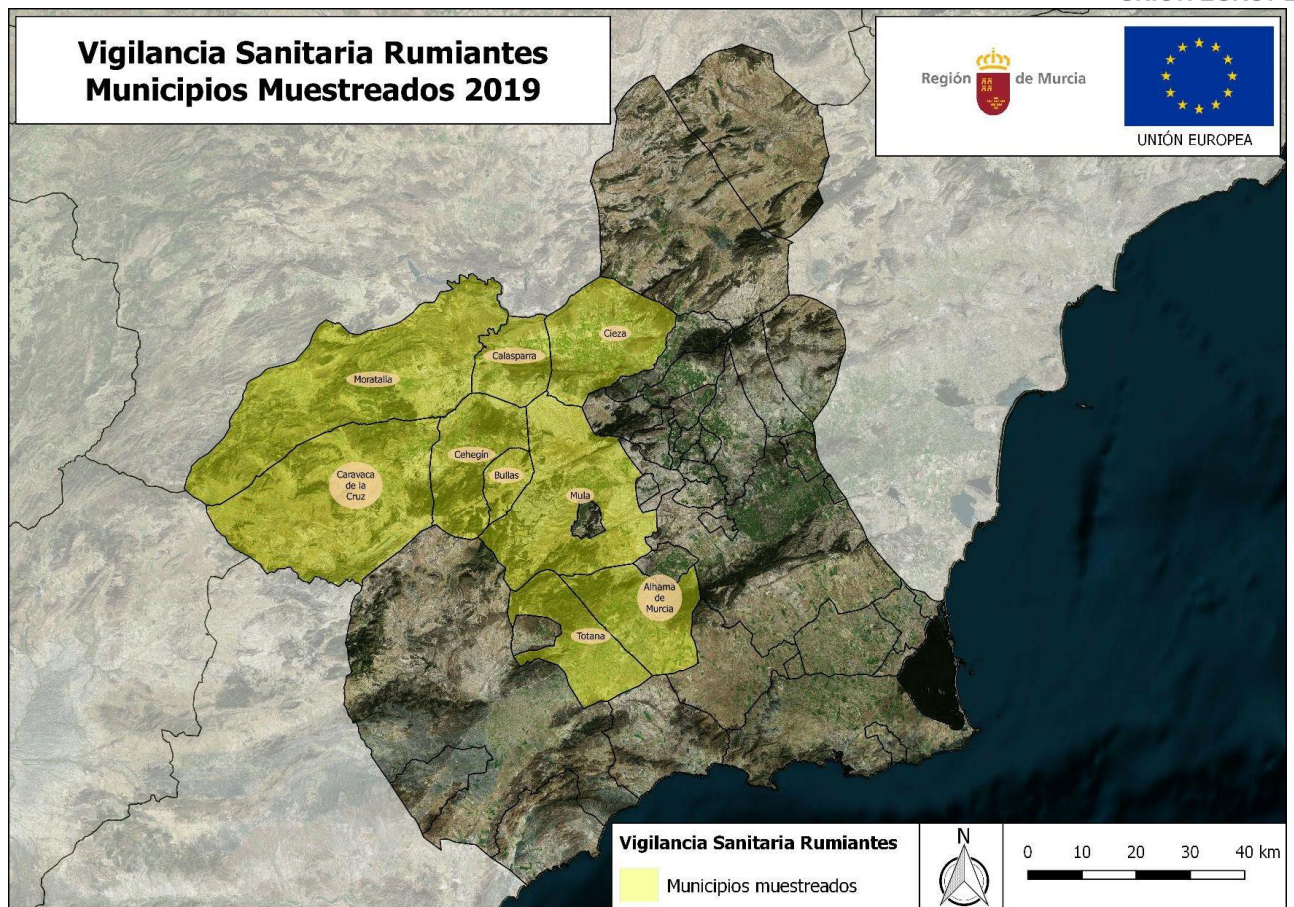 Vigilancia Sanitaria Rumiantes
Municipios Muestreados 2019
Región de Murcia
UNIÓN EUROPEA
Cieza
Calasparra
Moratalla
Cehegín
Caravaca
de la
Cruz
Bullas
Mula
Alhama
de
Murcia
Totana
Vigilancia Sanitaria Rumiantes
Municipios muestreados
N
0 10 20 30 40 km